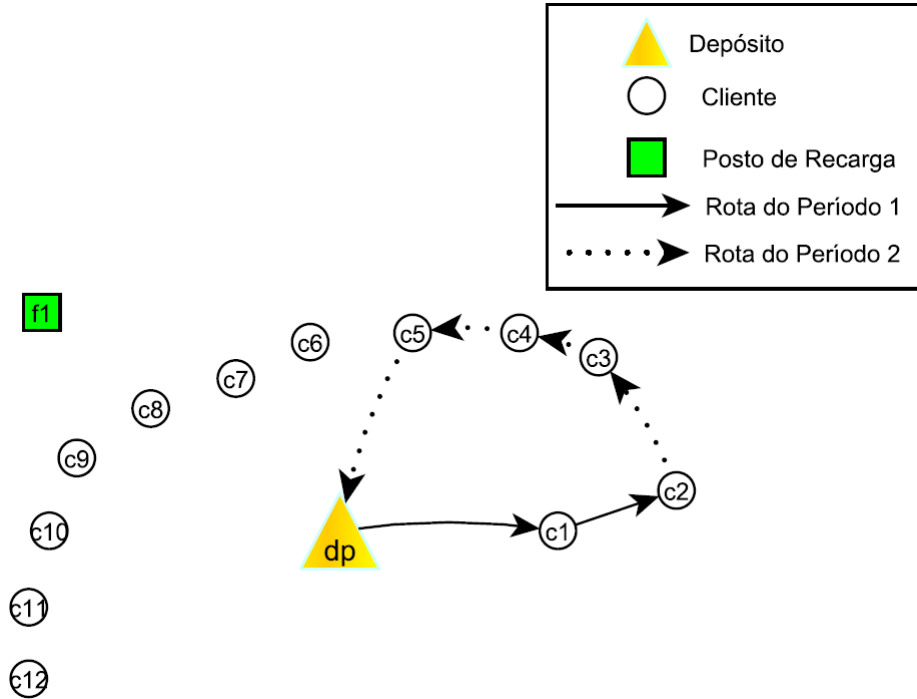 Depósito
Cliente
Posto de Recarga
Rota do Período 1
Rota do Período 2
f1
c6
c5
c4
c3
c7
c8
c9
c2
c10
dp
c1
c11
c12